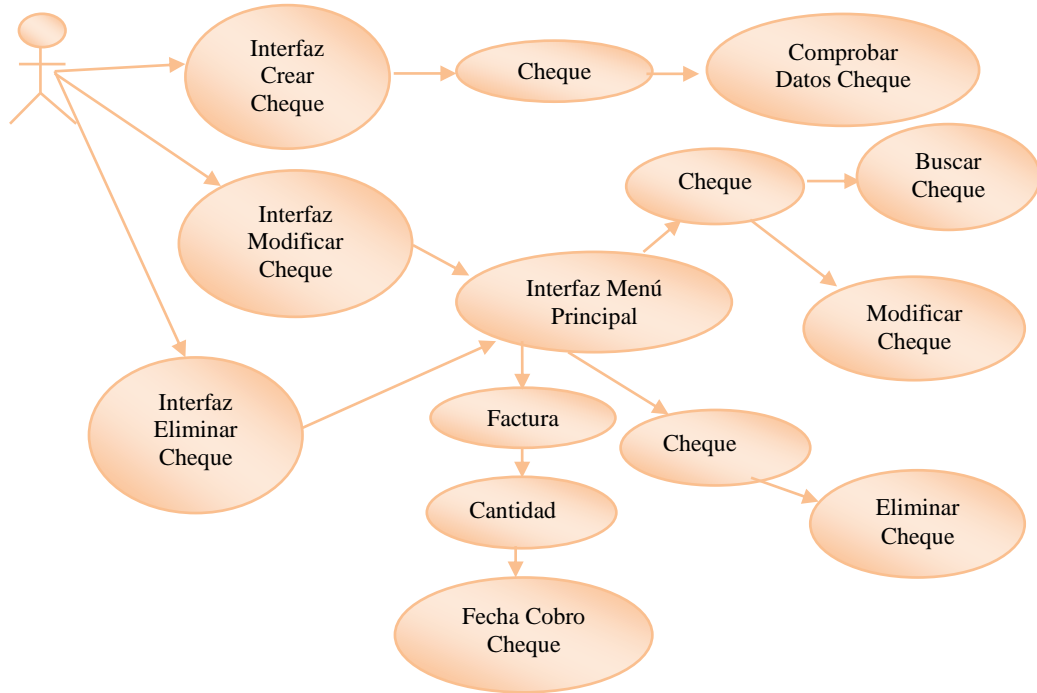 Interfaz
Crear
Cheque
Cheque
Comprobar
Datos Cheque
Interfaz
Modificar
Cheque
Cheque
Buscar
Cheque
Interfaz Menú
Principal
Modificar
Cheque
Interfaz
Eliminar
Cheque
Factura
Cheque
Cantidad
Eliminar
Cheque
Fecha Cobro
Cheque